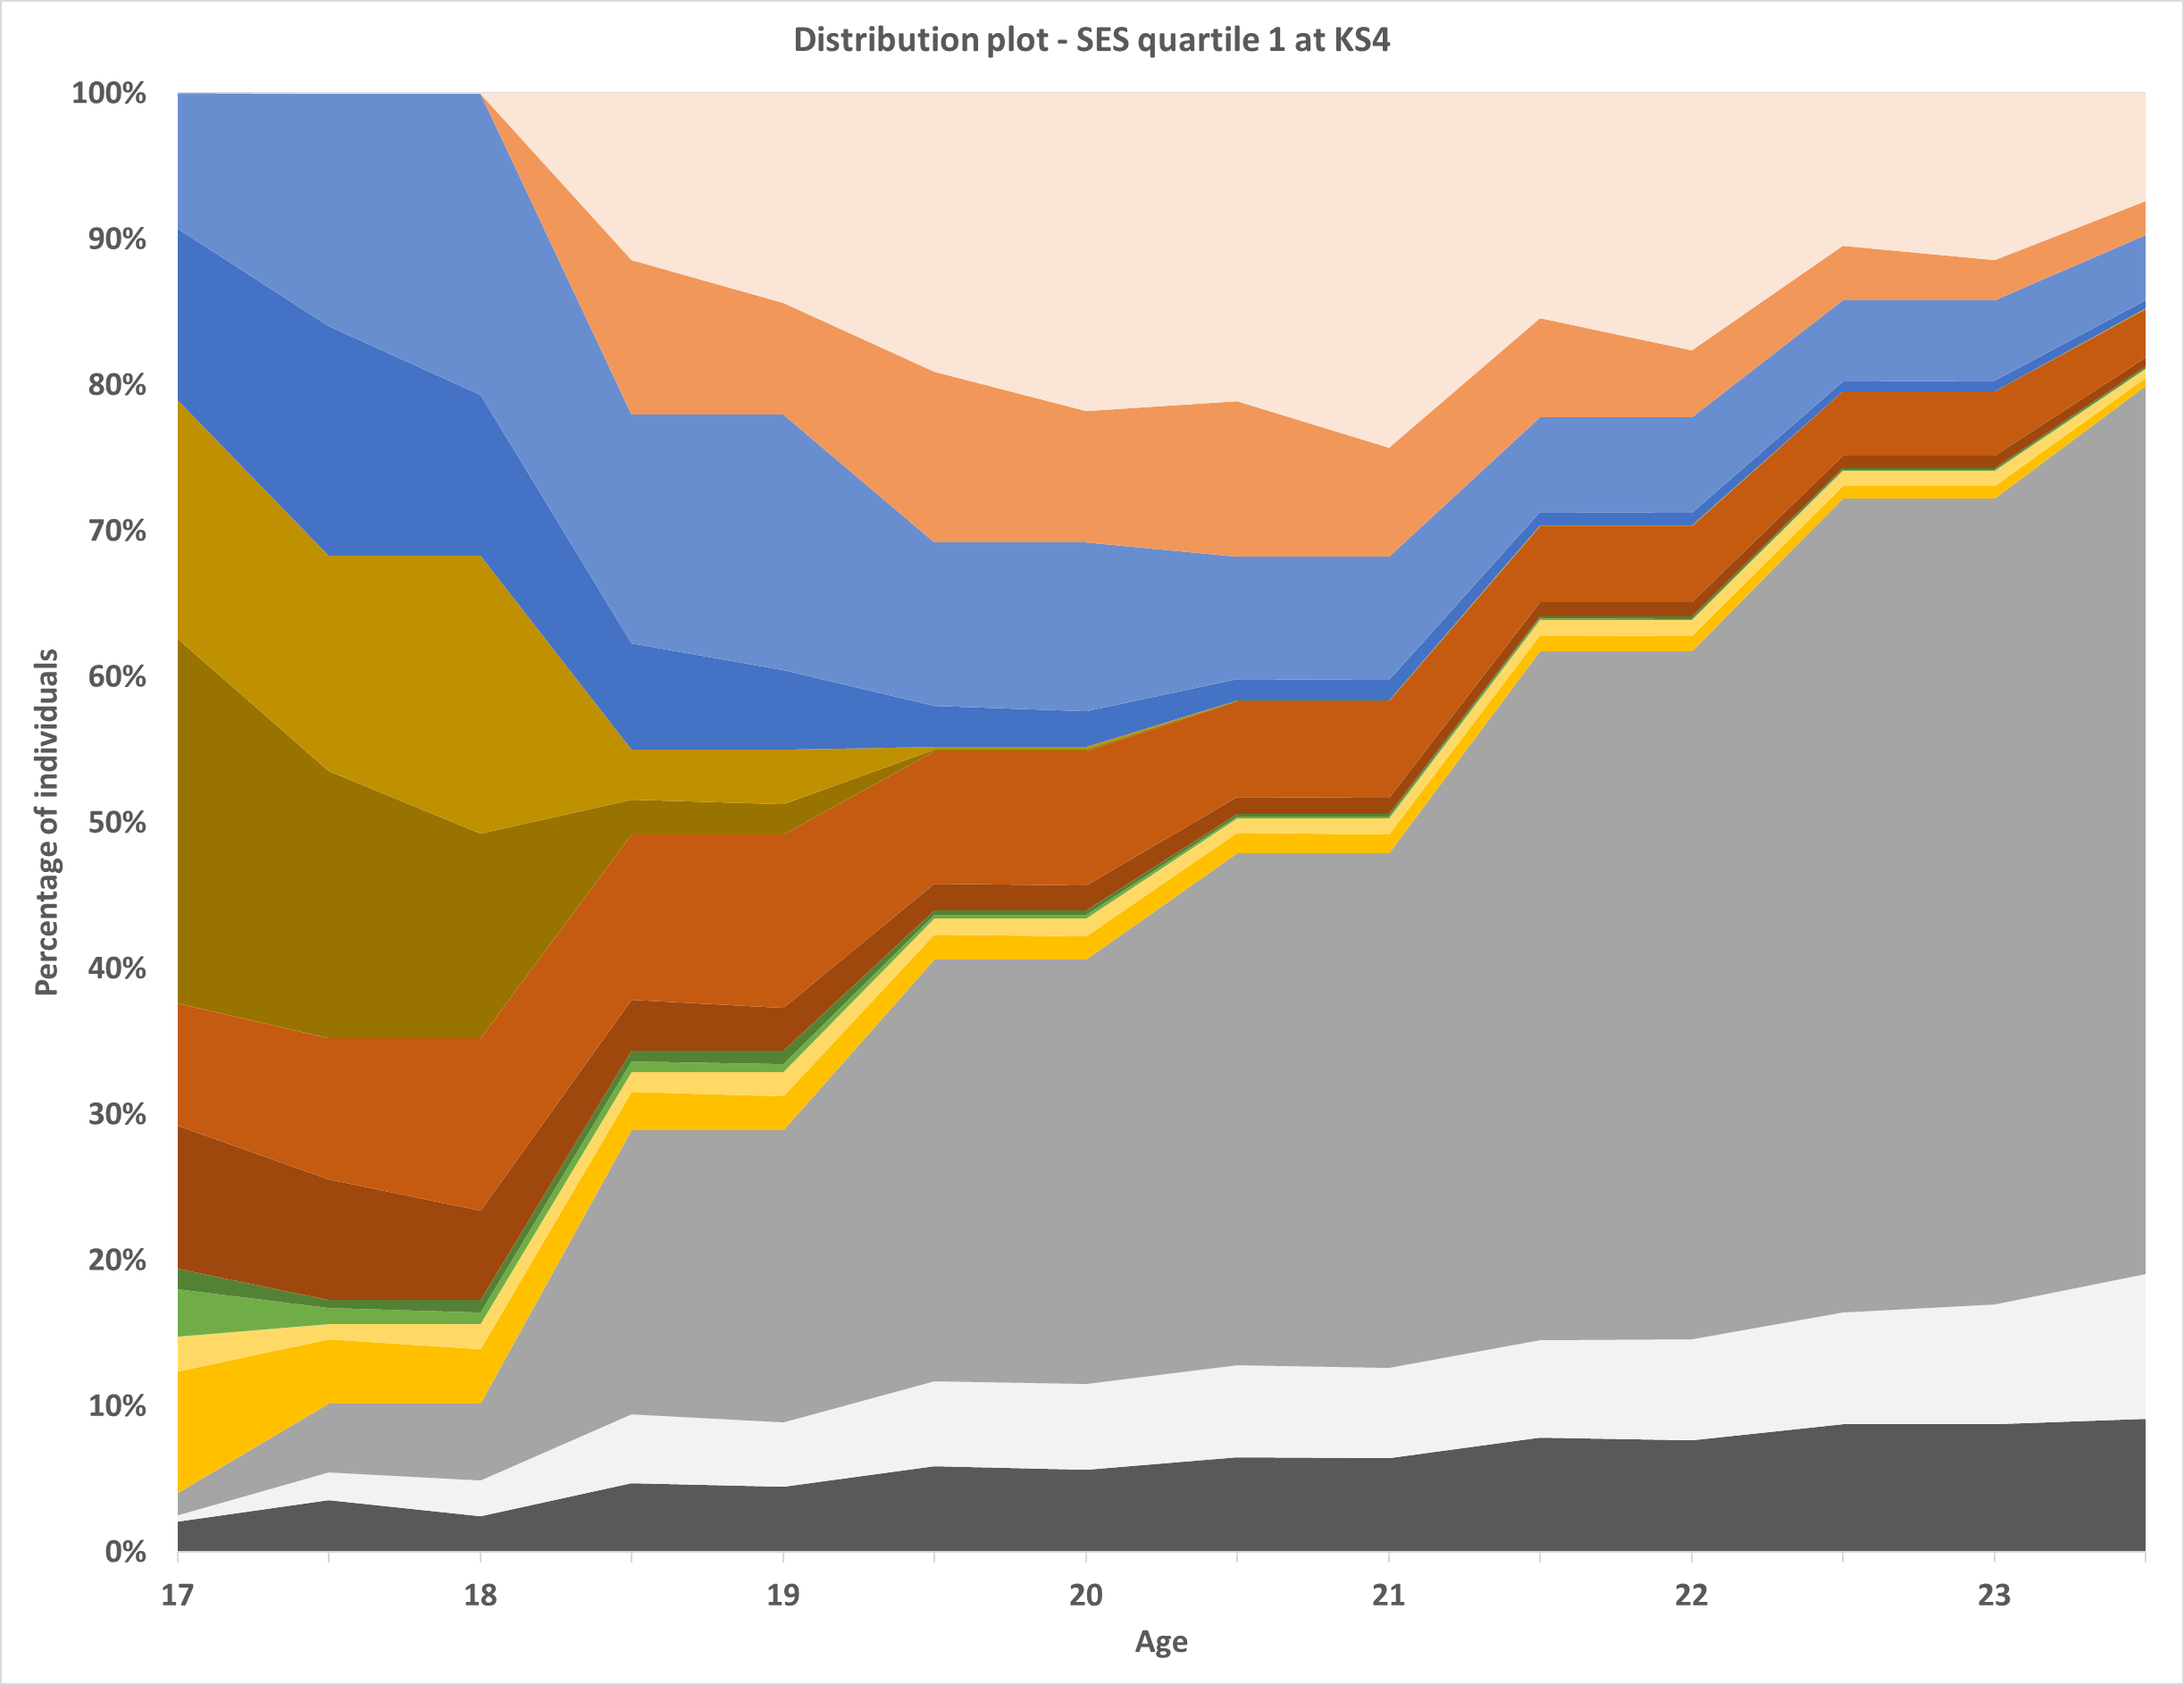 Distribution plot - SES quartile 1 at KS4
100%
90%
80%
70%
60%
50%
40%
30%
20%
10%
0%
Percentage of individuals
17 18 19 20 21 22 23
Age